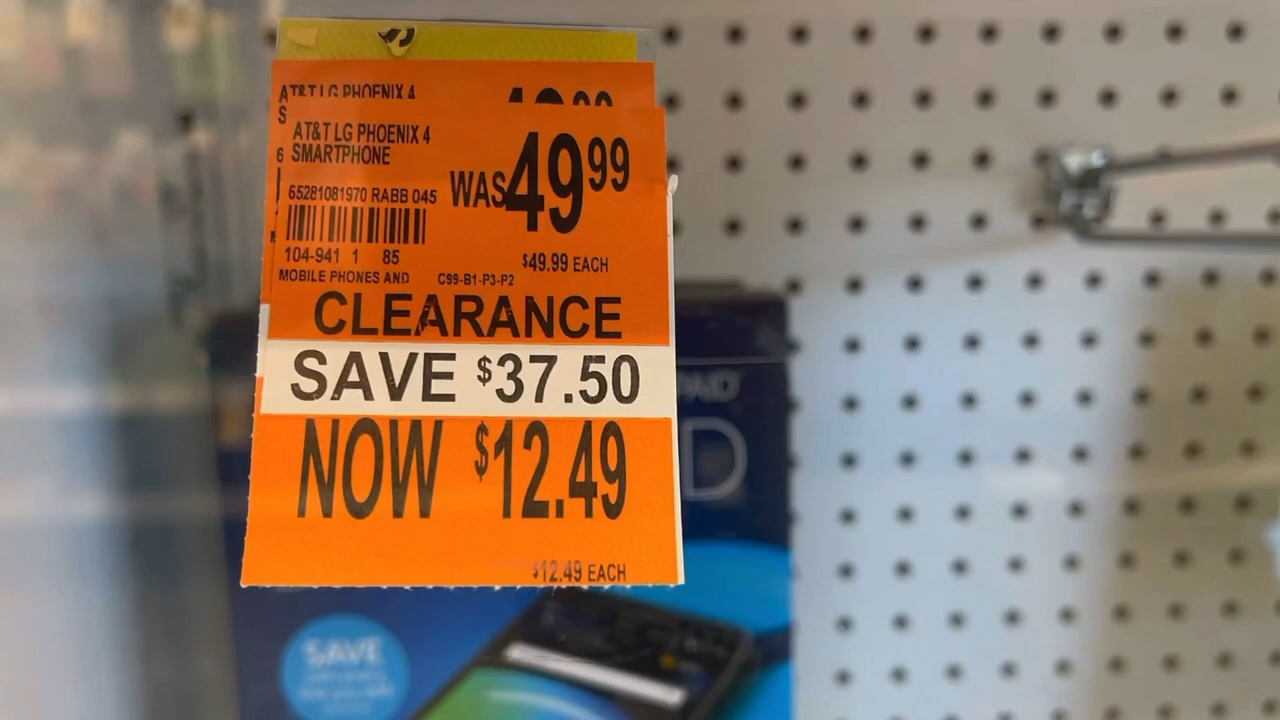 AT&T LG PHOENIX 4
S
6
AT&T LG PHOENIX 4
SMARTPHONE
WAS 49 99
65281081970 RABB 045
104-941 1 85
$49.99 EACH
MOBILE PHONES AND C99-B1-P3-P2
CLEARANCE
SAVE $37.50
NOW $12.49
$12.49 EACH
PAD
D
SAVE